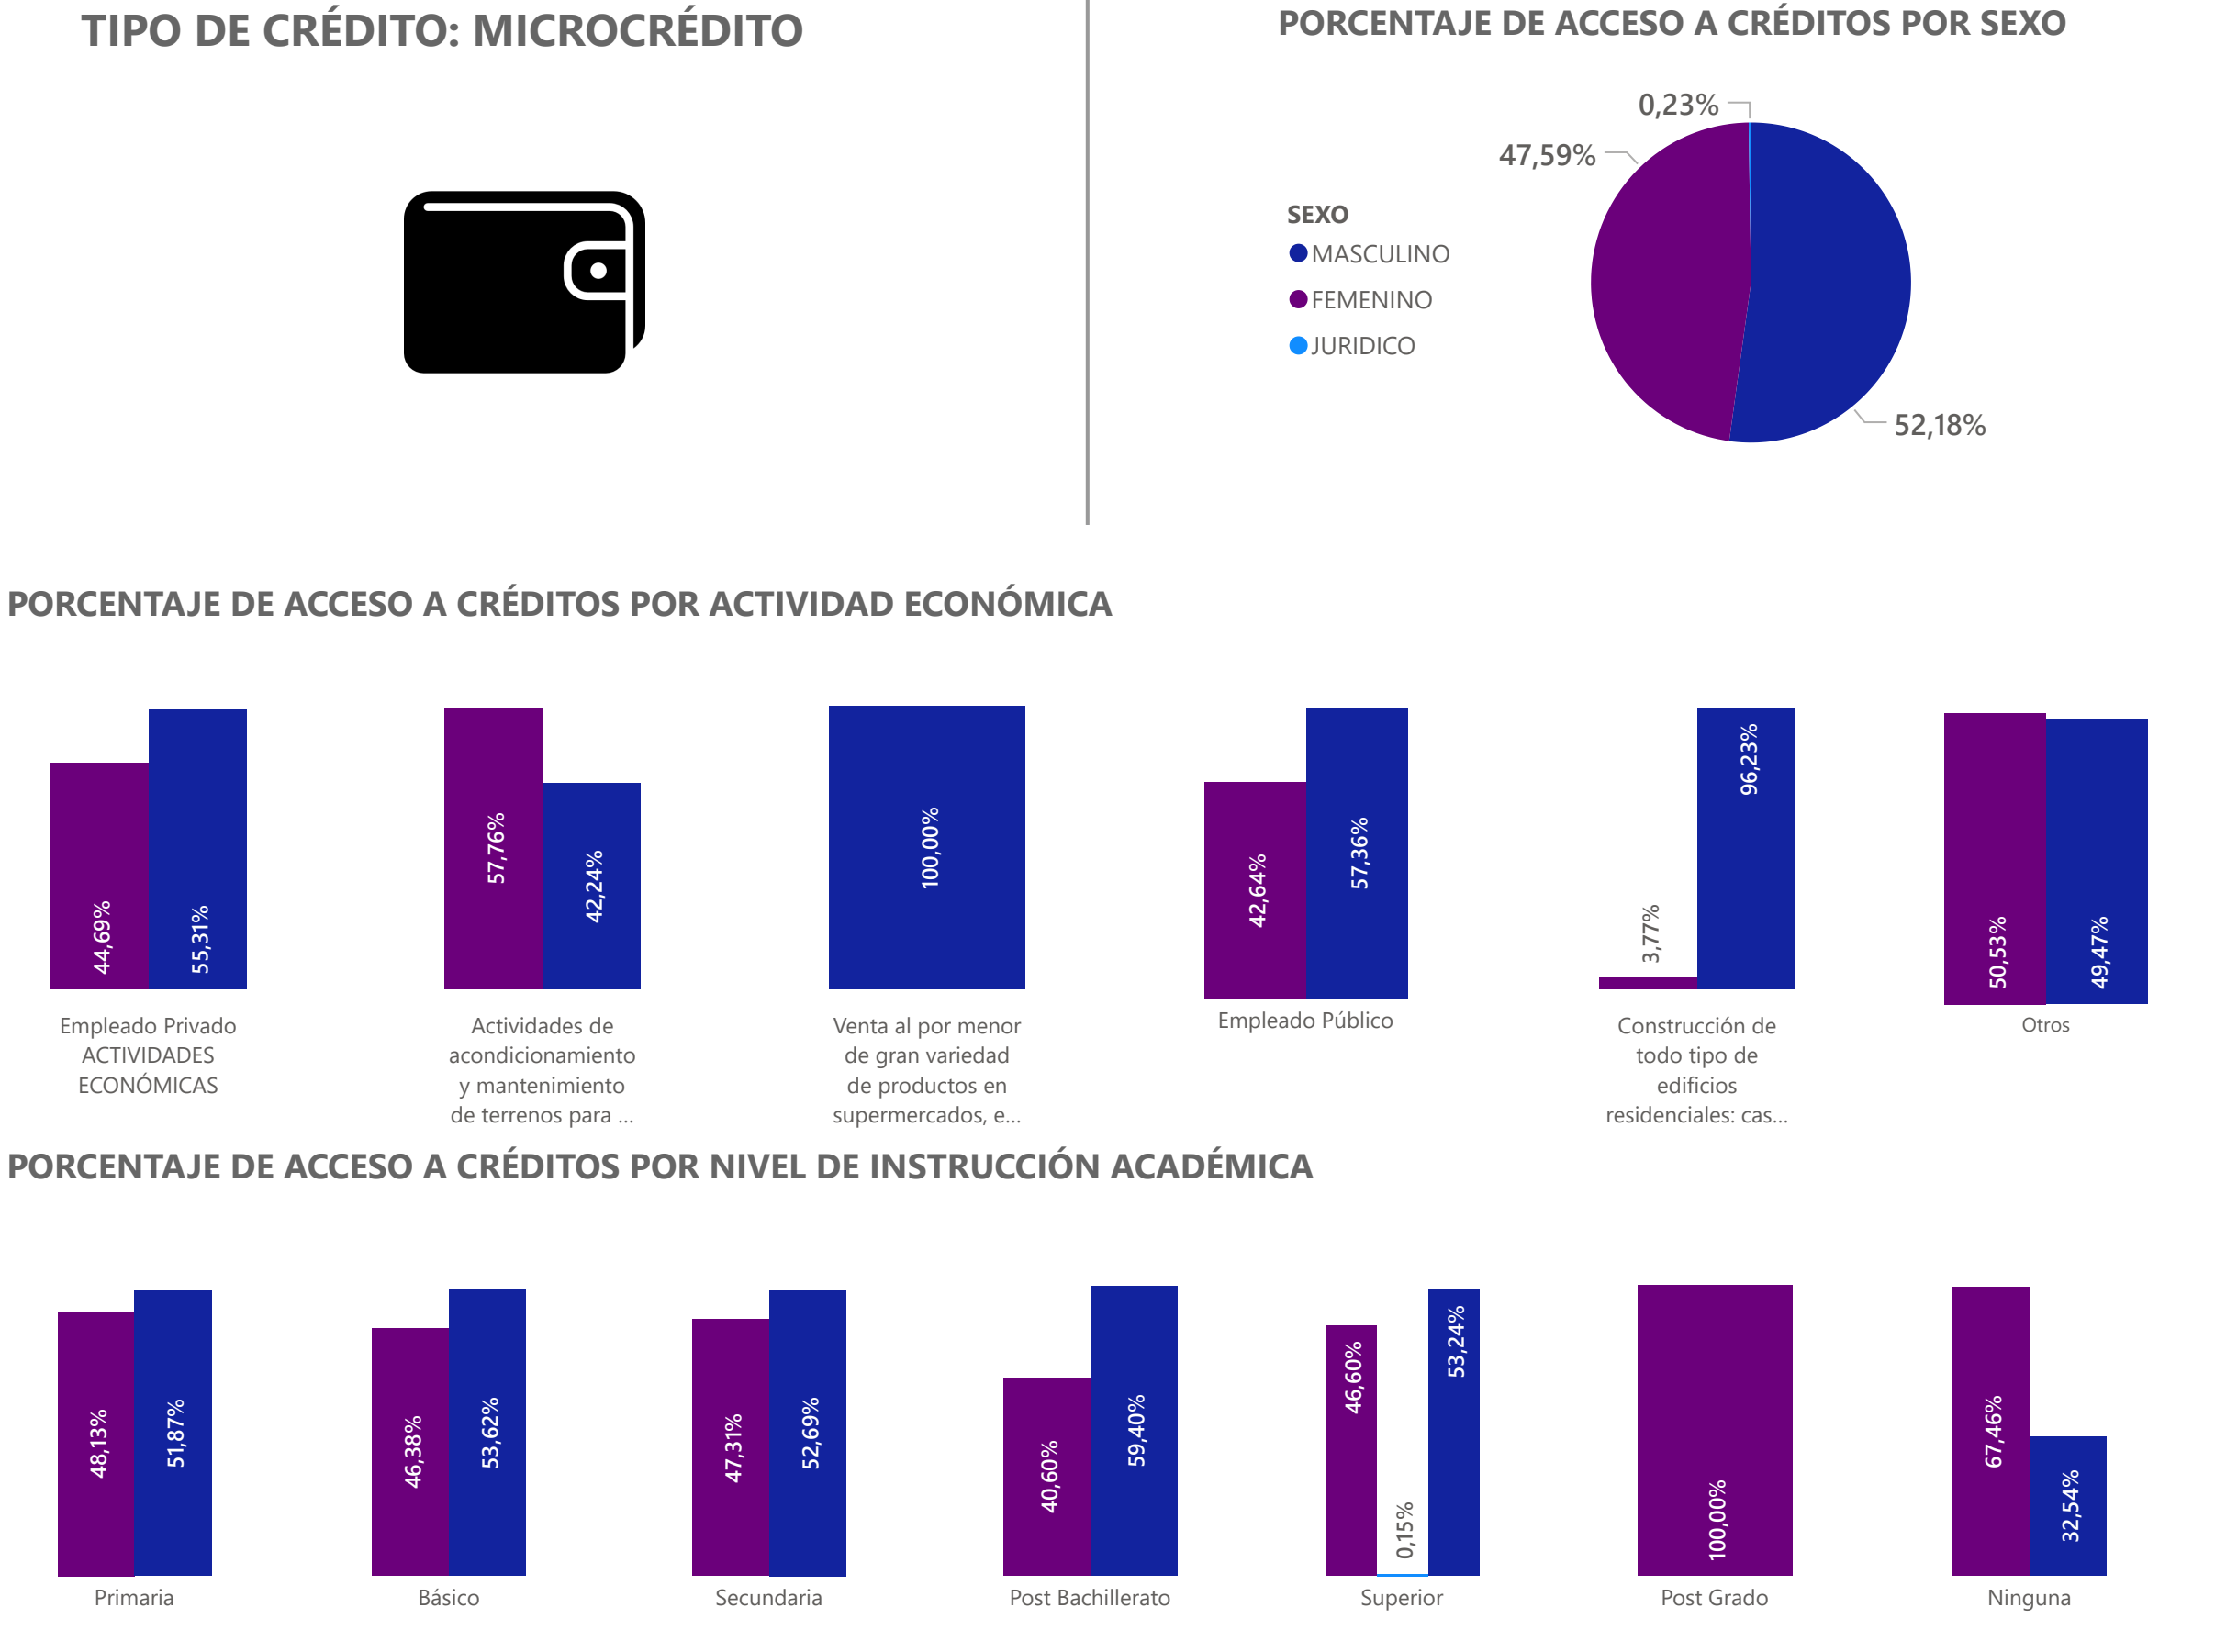 TIPO DE CRÉDITO: MICROCRÉDITO
PORCENTAJE DE ACCESO A CRÉDITOS POR SEXO
0,23%
47,59%
SEXO
MASCULINO
FEMENINO
JURIDICO
52,18%
PORCENTAJE DE ACCESO A CRÉDITOS POR ACTIVIDAD ECONÓMICA
44,69%
55,31%
Empleado Privado
ACTIVIDADES
ECONÓMICAS
57,76%
42,24%
Actividades de
acondicionamiento
y mantenimiento
de terrenos para ...
100,00%
Venta al por menor
de gran variedad
de productos en
supermercados, e...
42,64%
57,36%
Empleado Público
3,77%
96,23%
Construcción de
todo tipo de
edificios
residenciales: cas...
50,53%
49,47%
Otros
PORCENTAJE DE ACCESO A CRÉDITOS POR NIVEL DE INSTRUCCIÓN ACADÉMICA
48,13%
51,87%
Primaria
46,38%
53,62%
Básico
47,31%
52,69%
Secundaria
40,60%
59,40%
Post Bachillerato
46,60%
0,15%
53,24%
Superior
100,00%
Post Grado
67,46%
32,54%
Ninguna